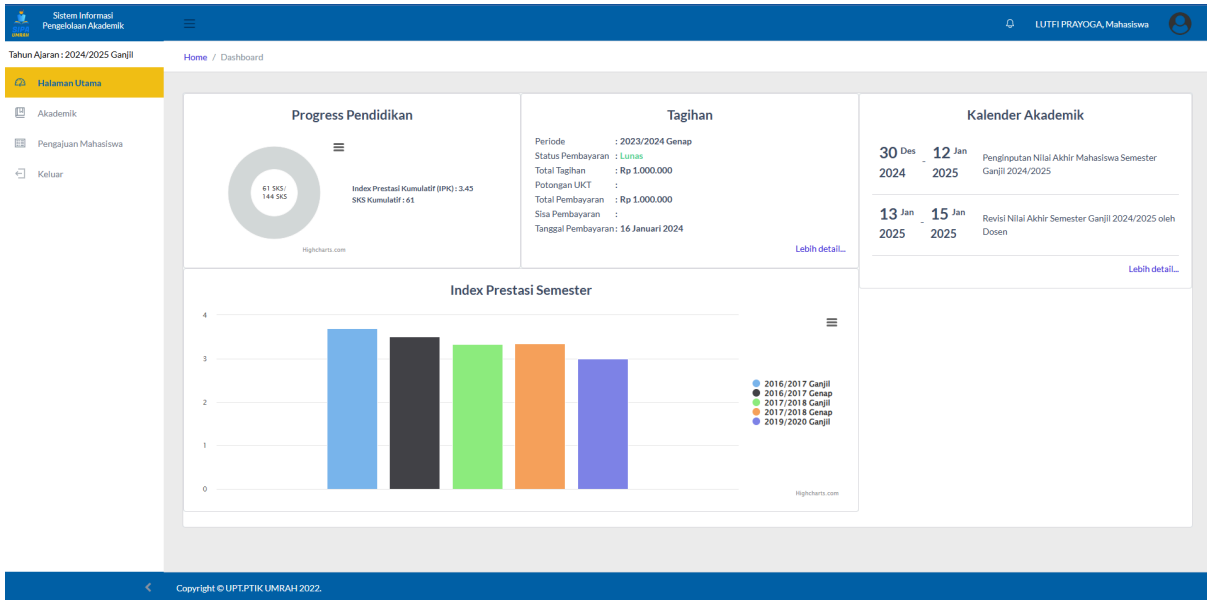 Sistem Informasi
Pengelolaan Akademik
UMRAH
LUTFI PRAYOGA, Mahasiswa
Tahun Ajaran : 2024/2025 Ganjil
Home / Dashboard
Halaman Utama
Akademik
Pengajuan Mahasiswa
Keluar
Progress Pendidikan
61 SKS/
144 SKS
Index Prestasi Kumulatif (IPK) : 3.45
SKS Kumulatif : 61
Highcharts.com
Tagihan
Periode : 2023/2024 Genap
Status Pembayaran : Lunas
Total Tagihan : Rp 1.000.000
Potongan UKT :
Total Pembayaran : Rp 1.000.000
Sisa Pembayaran :
Tanggal Pembayaran : 16 Januari 2024
Lebih detail...
Kalender Akademik
30 Des 2024 - 12 Jan 2025
Penginputan Nilai Akhir Mahasiswa Semester
Ganjil 2024/2025
13 Jan 2025 - 15 Jan 2025
Revisi Nilai Akhir Semester Ganjil 2024/2025 oleh
Dosen
Lebih detail...
Index Prestasi Semester
4
3
2
1
0
2016/2017 Ganjil
2016/2017 Genap
2017/2018 Ganjil
2017/2018 Genap
2019/2020 Ganjil
Highcharts.com
Copyright © UPT.PTIK UMRAH 2022.